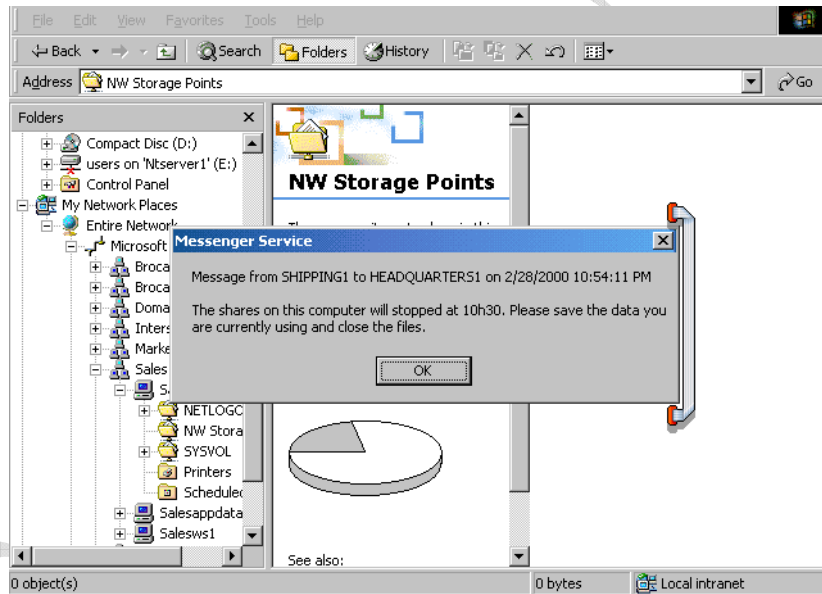 File Edit View Favorites Tools Help
Back Search Folders History
Address NW Storage Points Go
Folders
Compact Disc (D:)
users on 'Ntserver1' (E:)
Control Panel
My Network Places
Entire Network
Microsoft
Broca
Broca
Doma
Inters
Marke
Sales
S
NETLOGO
NW Stora
SYSVOL
Printers
Scheduled
Salesappdata
Salesws1
NW Storage Points
Messenger Service
Message from SHIPPING1 to HEADQUARTERS1 on 2/28/2000 10:54:11 PM
The shares on this computer will stopped at 10h30. Please save the data you
are currently using and close the files.
OK
See also:
0 object(s) 0 bytes Local intranet